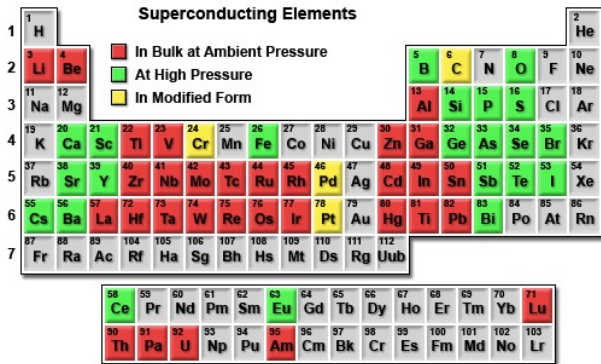 Superconducting Elements
In Bulk at Ambient Pressure
At High Pressure
In Modified Form
1 1 H 2 He
2 3 Li 4 Be 5 B 6 C 7 N 8 O 9 F 10 Ne
3 11 Na 12 Mg 13 Al 14 Si 15 P 16 S 17 Cl 18 Ar
4 19 K 20 Ca 21 Sc 22 Ti 23 V 24 Cr 25 Mn 26 Fe 27 Co 28 Ni 29 Cu 30 Zn 31 Ga 32 Ge 33 As 34 Se 35 Br 36 Kr
5 37 Rb 38 Sr 39 Y 40 Zr 41 Nb 42 Mo 43 Tc 44 Ru 45 Rh 46 Pd 47 Ag 48 Cd 49 In 50 Sn 51 Sb 52 Te 53 I 54 Xe
6 55 Cs 56 Ba 57 La 72 Hf 73 Ta 74 W 75 Re 76 Os 77 Ir 78 Pt 79 Au 80 Hg 81 Ti 82 Pb 83 Bi 84 Po 85 At 86 Rn
7 87 Fr 88 Ra 89 Ac 104 Rf 105 Ha 106 Sg 107 Bh 108 Hs 109 Mt 110 Ds 111 Rg 112 Uub
58 Ce 59 Pr 60 Nd 61 Pm 62 Sm 63 Eu 64 Gd 65 Tb 66 Dy 67 Ho 68 Er 69 Tm 70 Yb 71 Lu
90 Th 91 Pa 92 U 93 Np 94 Pu 95 Am 96 Cm 97 Bk 98 Cf 99 Es 100 Fm 101 Md 102 No 103 Lr